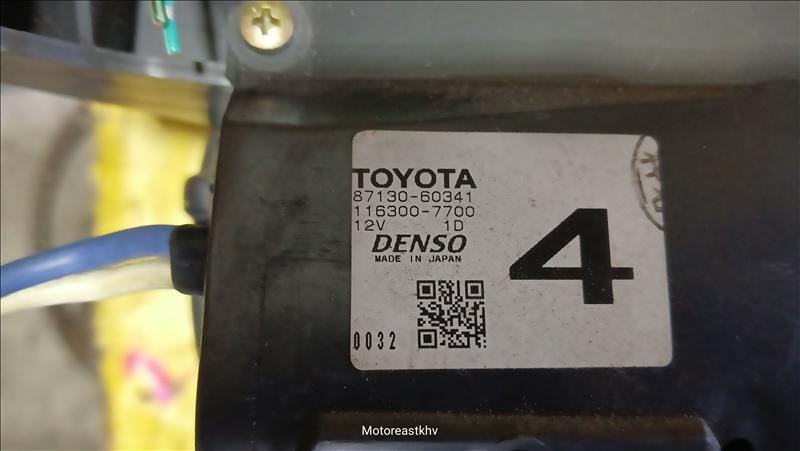 TOYOTA
87130-60341
116300-7700
12V 1D
DENSO
MADE IN JAPAN
4
0032
Motoreastkhv